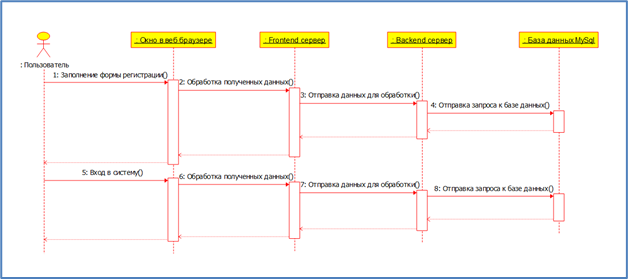 : Окно в веб браузере
: Frontend сервер
: Backend сервер
: База данных MySql
: Пользователь
1: Заполнение формы регистрации()
2: Обработка полученных данных()
3: Отправка данных для обработки()
4: Отправка запроса к базе данных()
5: Вход в систему()
6: Обработка полученных данных()
7: Отправка данных для обработки()
8: Отправка запроса к базе данных()